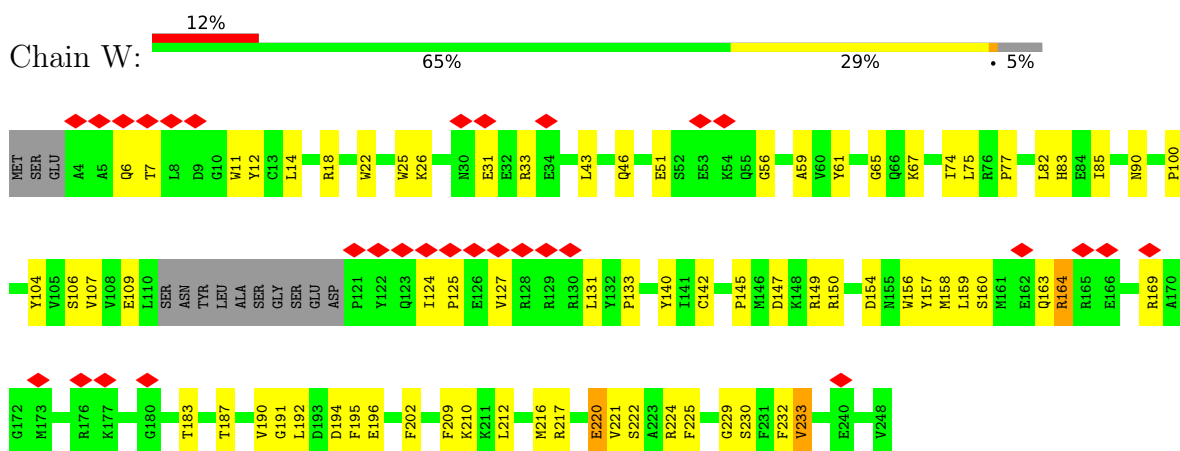 12%
Chain W:
65% 29% • 5%
MET SER GLU A4 A5 Q6 T7 L8 D9 G10 W11 Y12 C13 L14 R18 W22 W25 K26 N30 E31 E32 R33 E34 L43 Q46 E51 S52 E53 K54 Q55 G56 A59 V60 Y61 G65 Q66 K67 I74 L75 R76 P77 L82 H83 E84 I85 N90 P100
Y104 V105 S106 V107 V108 E109 L110 SER ASN TYR LEU ALA SER GLY SER GLU ASP P121 Y122 Q123 I124 P125 E126 V127 R128 R129 R130 L131 Y132 P133 Y140 I141 C142 P145 M146 D147 K148 R149 R150 D154 N155 W156 Y157 M158 L159 S160 M161 E162 Q163 R164 R165 E166 R169 A170
G172 M173 R176 K177 G180 T183 T187 V190 G191 L192 D193 D194 F195 E196 F202 F209 K210 K211 L212 M216 R217 E220 V221 S222 A223 R224 F225 G229 S230 F231 F232 V233 E240 V248